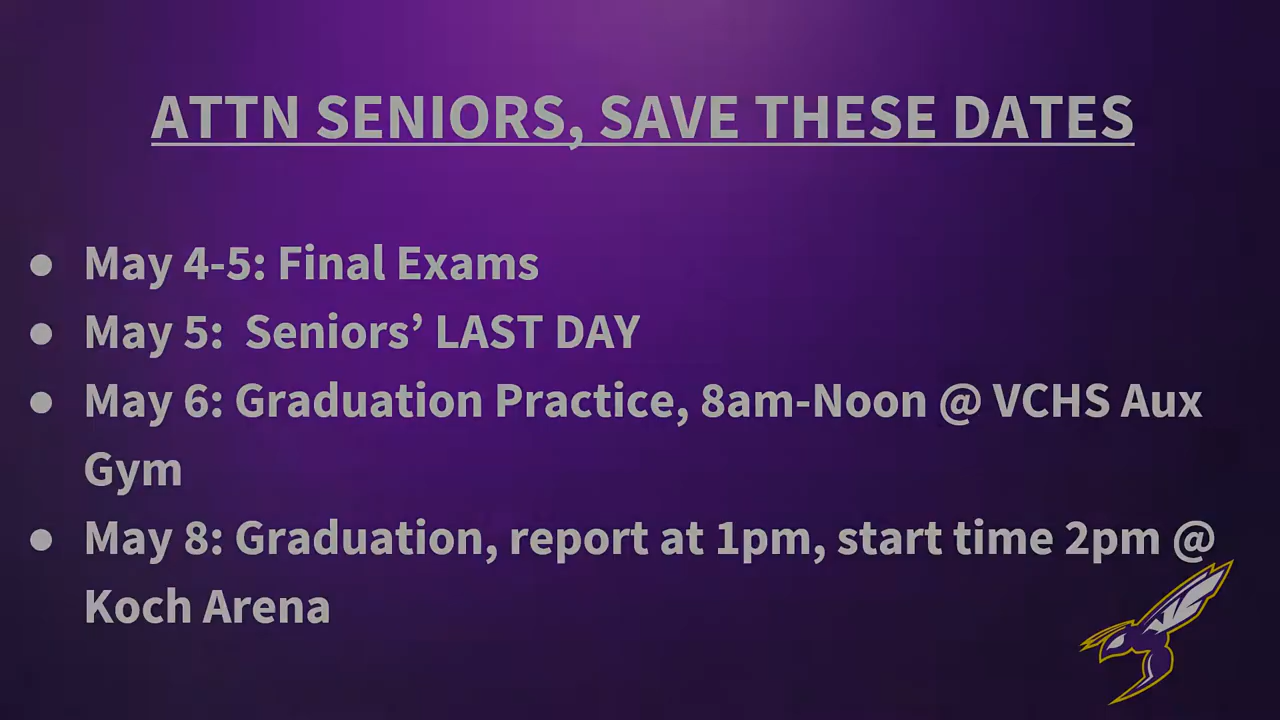 ATTN SENIORS, SAVE THESE DATES
● May 4-5: Final Exams
● May 5:  Seniors’ LAST DAY
● May 6: Graduation Practice, 8am-Noon @ VCHS Aux
Gym
● May 8: Graduation, report at 1pm, start time 2pm @
Koch Arena
VC